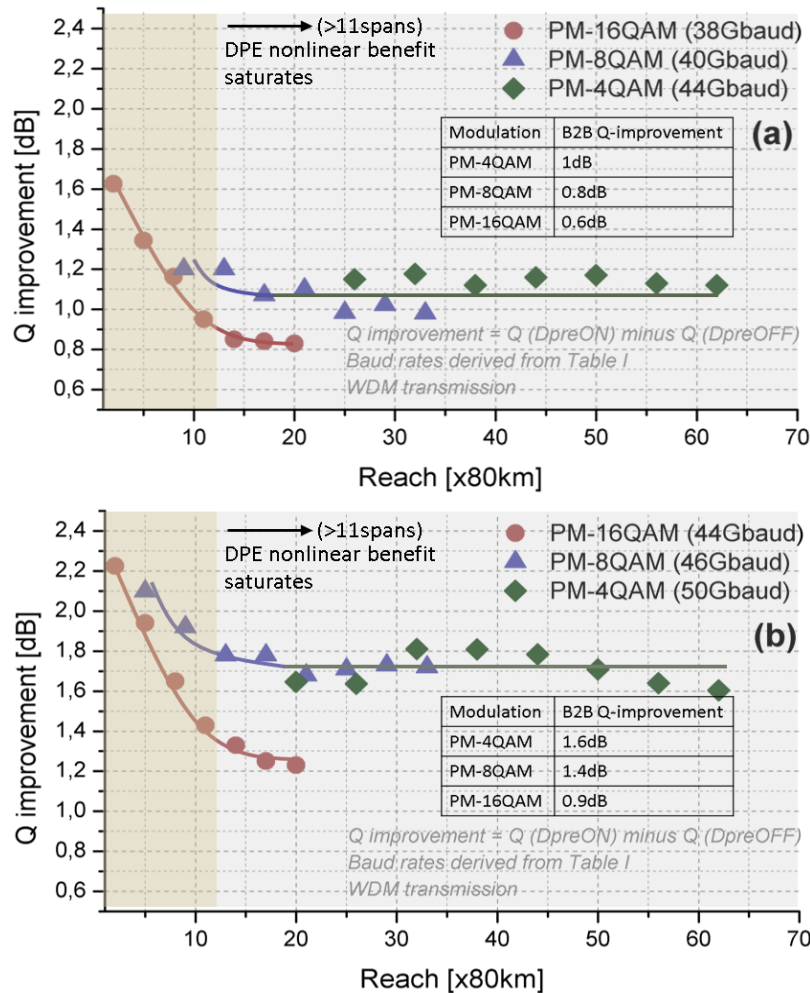 2,4
2,2
2,0
1,8
1,6
1,4
1,2
1,0
0,8
0,6
Q improvement [dB]
(>11spans)
DPE nonlinear benefit
saturates
PM-16QAM (38Gbaud)
PM-8QAM (40Gbaud)
PM-4QAM (44Gbaud)
(a)
Modulation B2B Q-improvement
PM-4QAM 1dB
PM-8QAM 0.8dB
PM-16QAM 0.6dB
Q improvement = Q (DpreON) minus Q (DpreOFF)
Baud rates derived from Table I
WDM transmission
10 20 30 40 50 60 70
Reach [x80km]
2,4
2,2
2,0
1,8
1,6
1,4
1,2
1,0
0,8
0,6
Q improvement [dB]
(>11spans)
DPE nonlinear benefit
saturates
PM-16QAM (44Gbaud)
PM-8QAM (46Gbaud)
PM-4QAM (50Gbaud)
(b)
Modulation B2B Q-improvement
PM-4QAM 1.6dB
PM-8QAM 1.4dB
PM-16QAM 0.9dB
Q improvement = Q (DpreON) minus Q (DpreOFF)
Baud rates derived from Table I
WDM transmission
10 20 30 40 50 60 70
Reach [x80km]